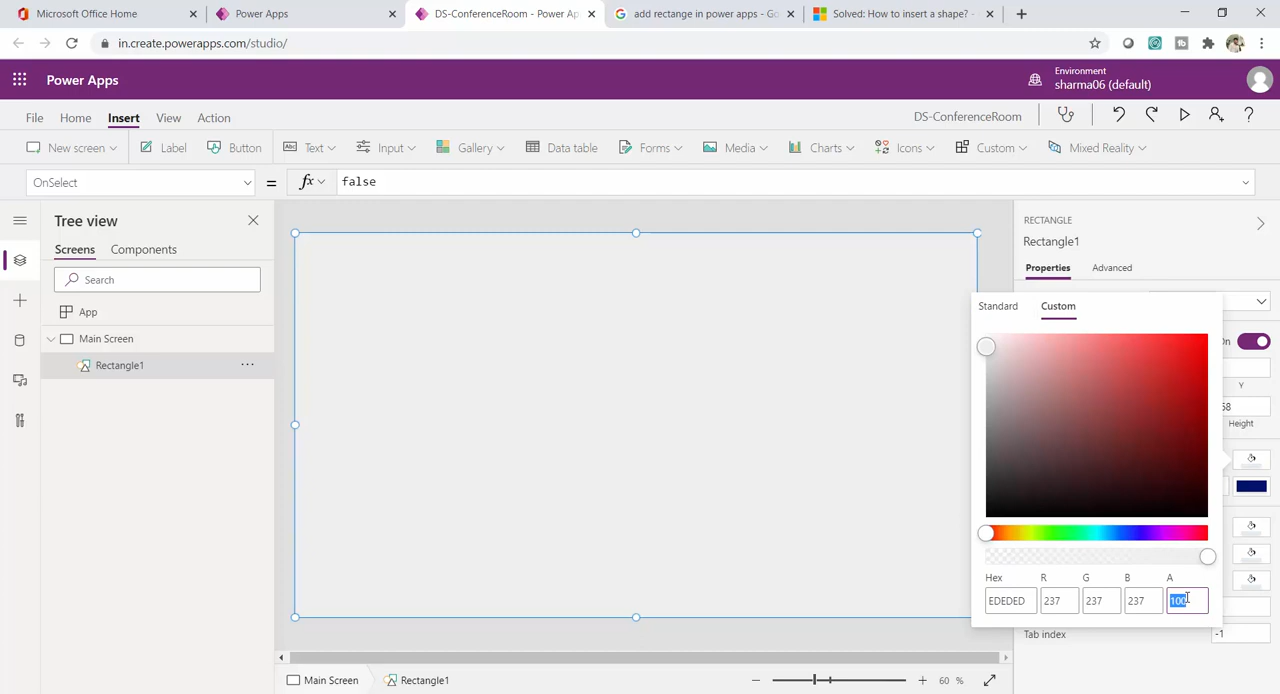 Microsoft Office Home
Power Apps
DS-ConferenceRoom - Power Ap
add rectange in power apps - Go
Solved: How to insert a shape? -
in.create.powerapps.com/studio/
Power Apps
Environment
sharma06 (default)
File Home Insert View Action
DS-ConferenceRoom
New screen Label Button Text Input Gallery Data table Forms Media Charts Icons Custom Mixed Reality
OnSelect = fx false
Tree view
Screens Components
Search
App
Main Screen
Rectangle1
RECTANGLE
Rectangle1
Properties Advanced
Standard Custom
On
Y
58
Height
Hex R G B A
EDEDED 237 237 237 100
Tab index -1
Main Screen Rectangle1
60 %